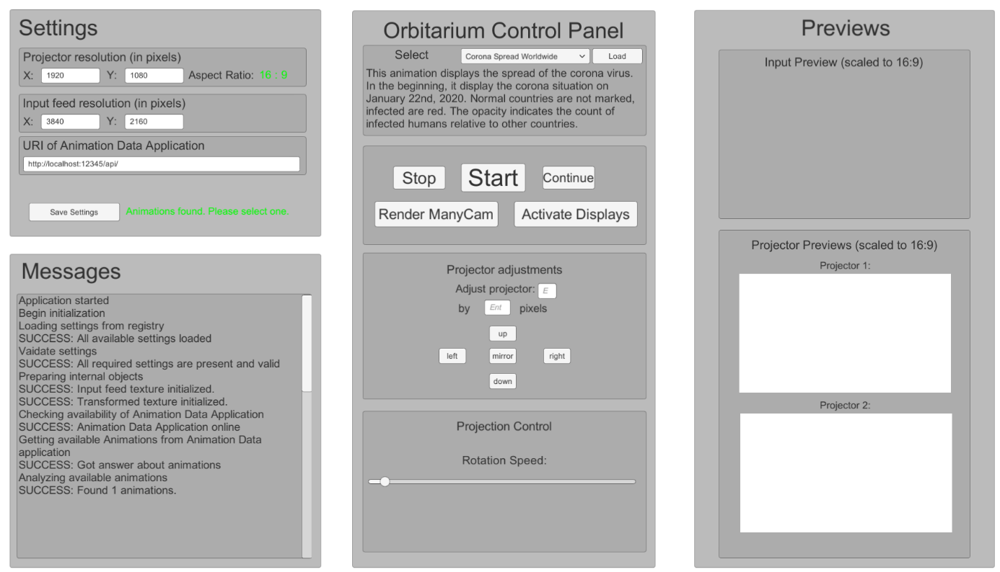 Settings
Projector resolution (in pixels)
X: 1920 Y: 1080 Aspect Ratio: 16 : 9
Input feed resolution (in pixels)
X: 3840 Y: 2160
URI of Animation Data Application
http://localhost:12345/api/
Save Settings Animations found. Please select one.
Messages
Application started
Begin initialization
Loading settings from registry
SUCCESS: All available settings loaded
Vaidate settings
SUCCESS: All required settings are present and valid
Preparing internal objects
SUCCESS: Input feed texture initialized.
SUCCESS: Transformed texture initialized.
Checking availability of Animation Data Application
SUCCESS: Animation Data Application online
Getting available Animations from Animation Data
application
SUCCESS: Got answer about animations
Analyzing available animations
SUCCESS: Found 1 animations.
Orbitarium Control Panel
Select Corona Spread Worldwide Load
This animation displays the spread of the corona virus.
In the beginning, it display the corona situation on
January 22nd, 2020. Normal countries are not marked,
infected are red. The opacity indicates the count of
infected humans relative to other countries.
Stop Start Continue
Render ManyCam Activate Displays
Projector adjustments
Adjust projector: E
by Ent pixels
up
left mirror right
down
Projection Control
Rotation Speed:
Previews
Input Preview (scaled to 16:9)
Projector Previews (scaled to 16:9)
Projector 1:
Projector 2: